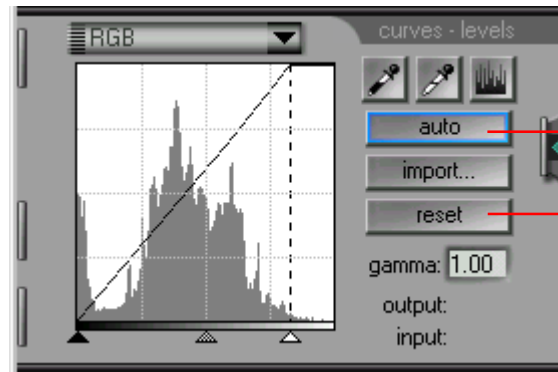 RGB
curves - levels
auto
import...
reset
gamma: 1.00
output:
input: